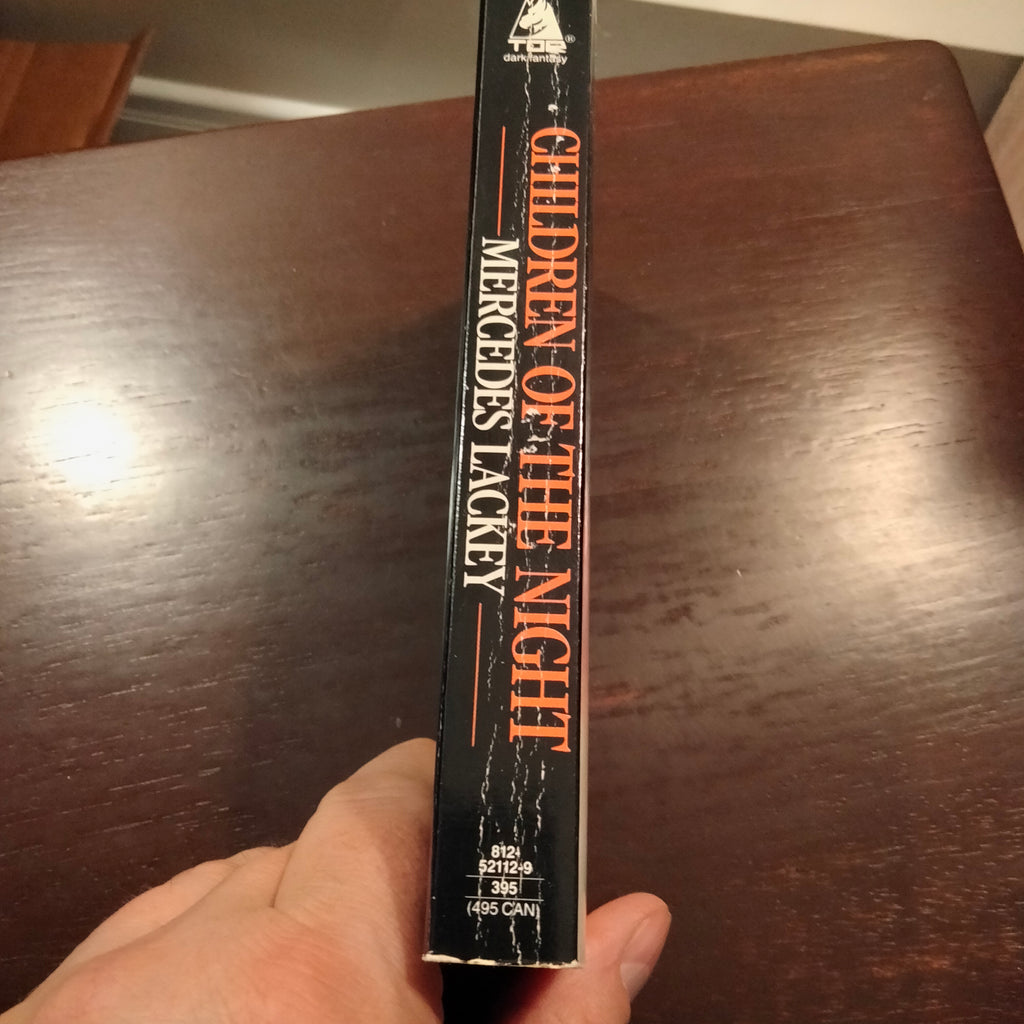 TOR®
dark fantasy
CHILDREN OF THE NIGHT
MERCEDES LACKEY
812-
52112-9
395
(495 CAN)